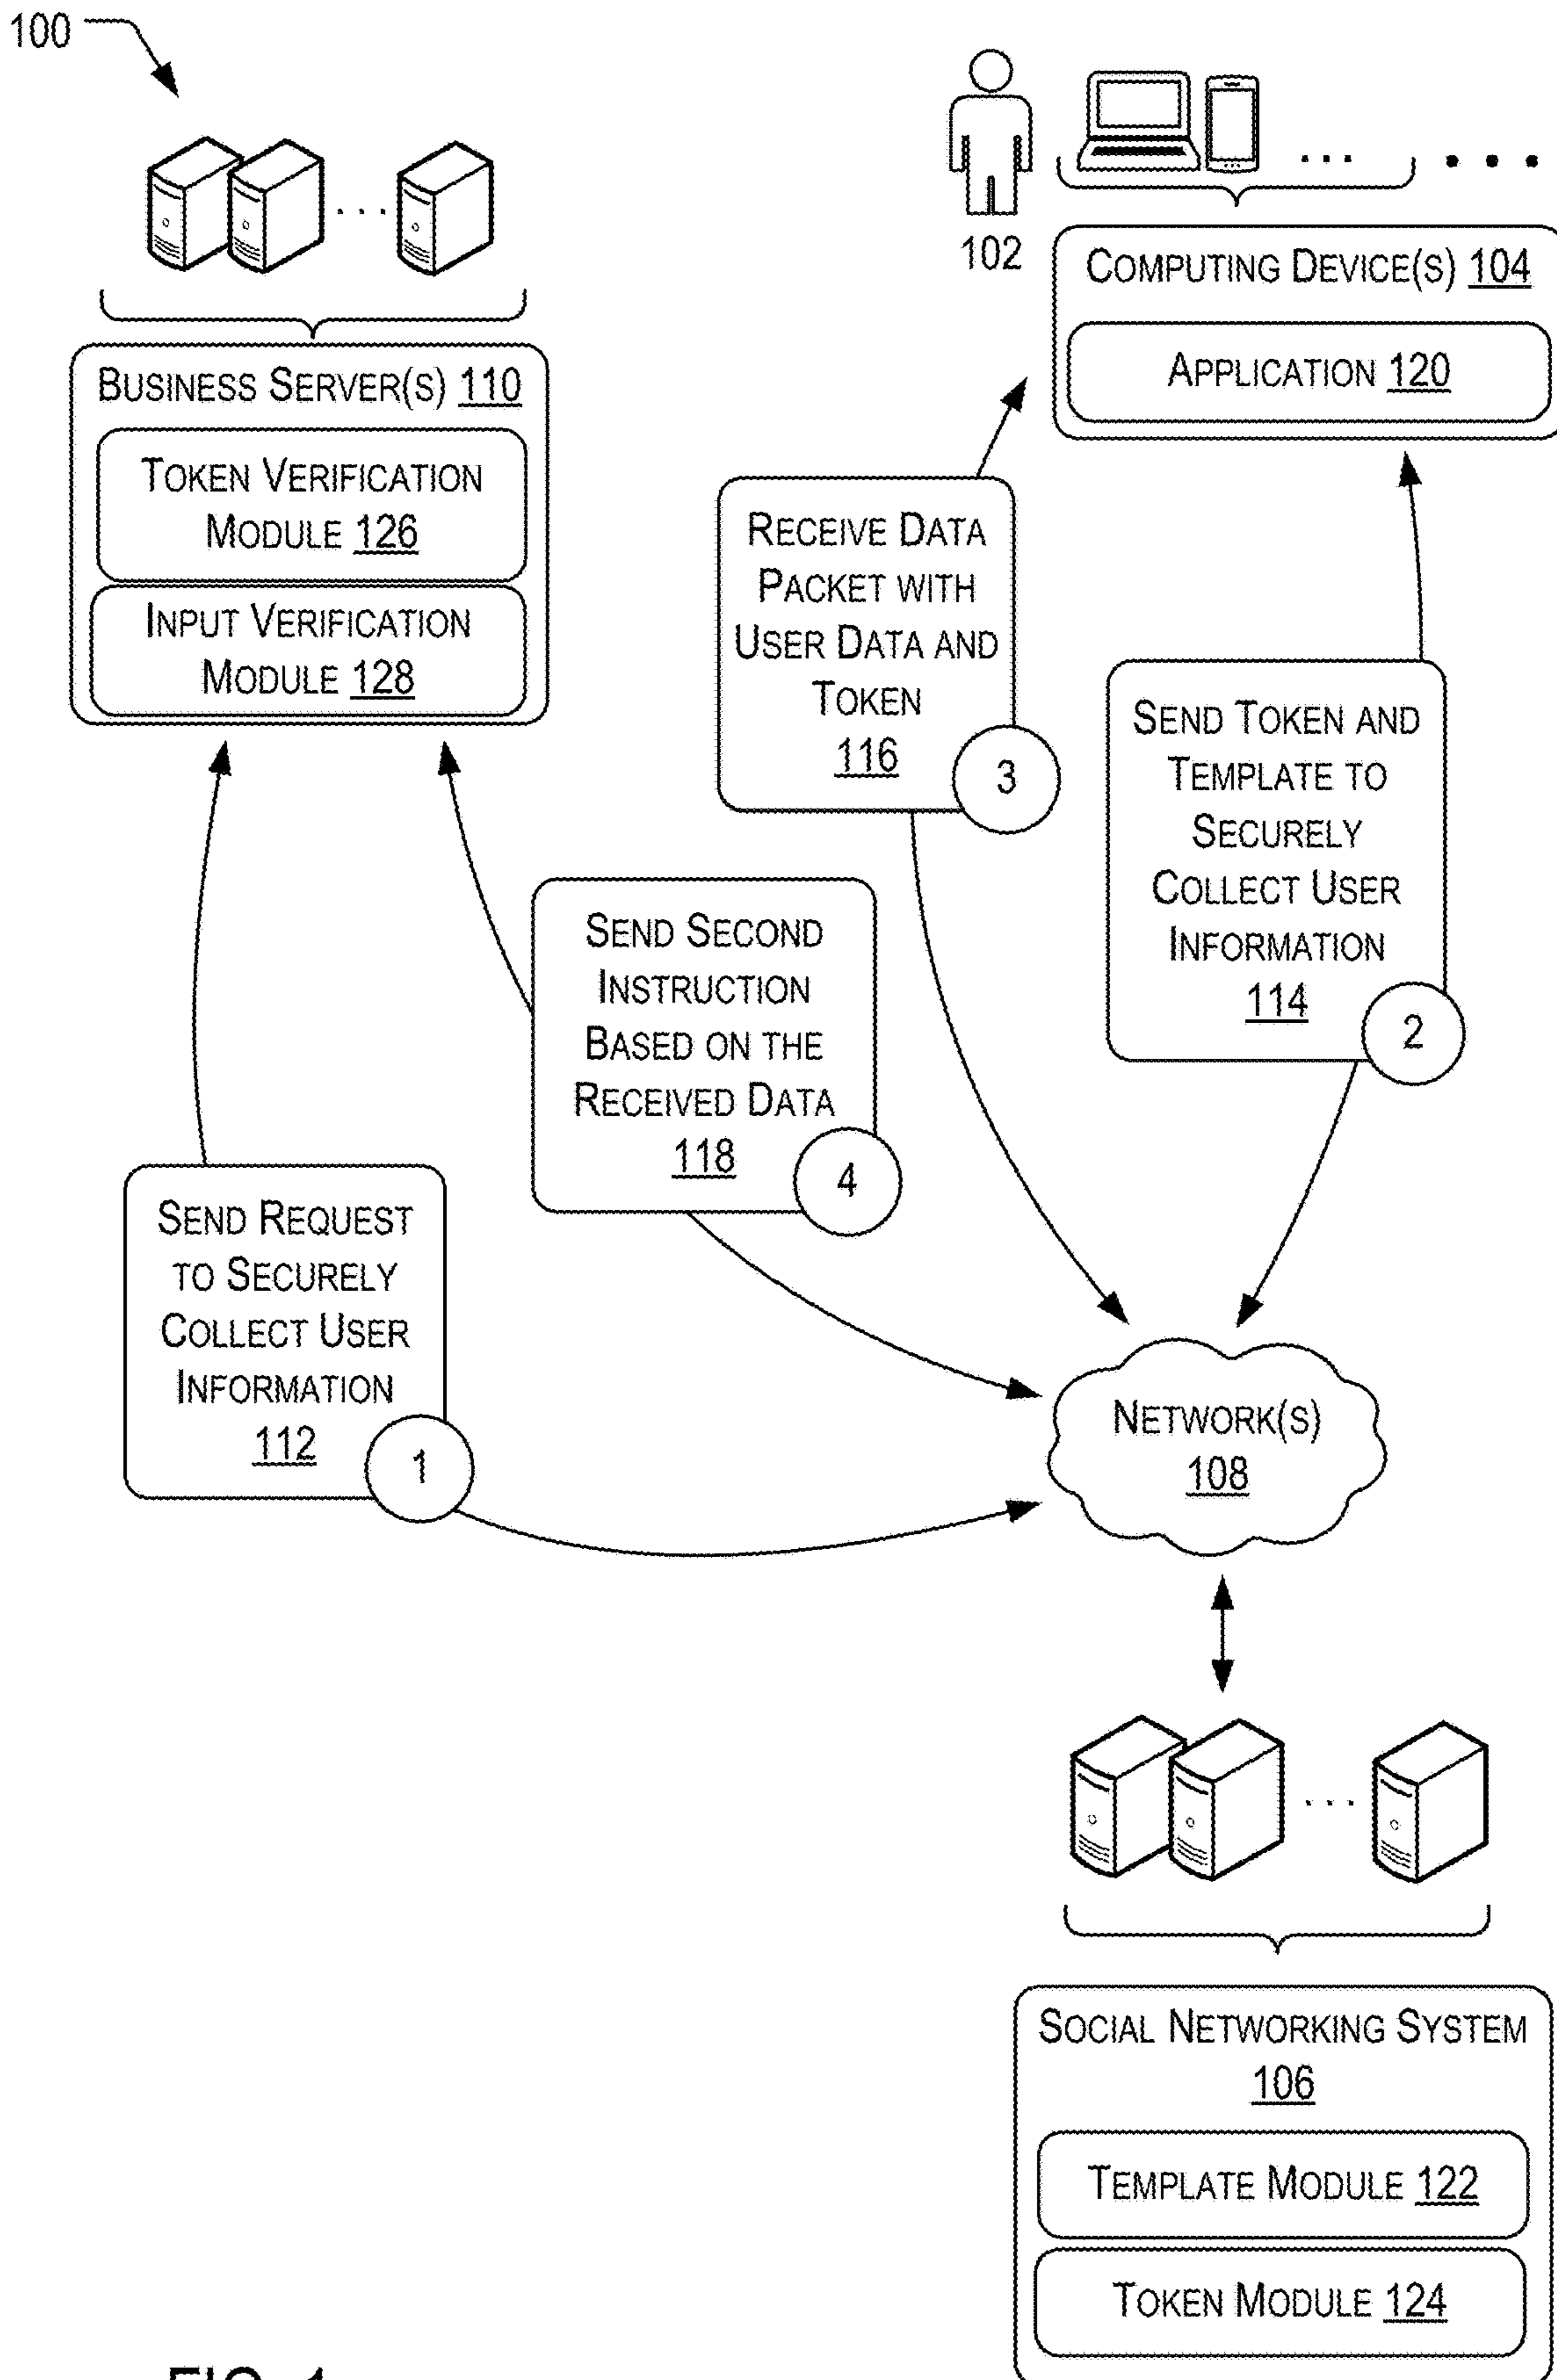 100
102
COMPUTING DEVICE(S) 104
APPLICATION 120
BUSINESS SERVER(S) 110
TOKEN VERIFICATION
MODULE 126
INPUT VERIFICATION
MODULE 128
RECEIVE DATA
PACKET WITH
USER DATA AND
TOKEN
116
3
SEND TOKEN AND
TEMPLATE TO
SECURELY
COLLECT USER
INFORMATION
114
2
SEND SECOND
INSTRUCTION
BASED ON THE
RECEIVED DATA
118
4
SEND REQUEST
TO SECURELY
COLLECT USER
INFORMATION
112
1
NETWORK(S)
108
SOCIAL NETWORKING SYSTEM
106
TEMPLATE MODULE 122
TOKEN MODULE 124
FIG. 1